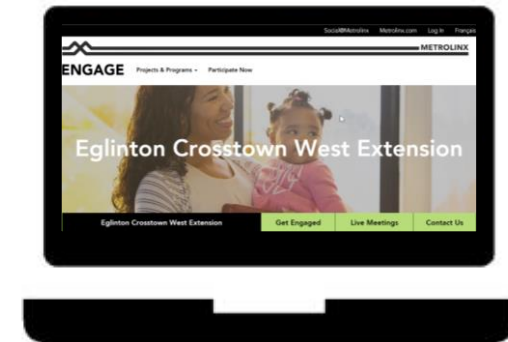 Social@Metrolinx Metrolinx.com Log In Français
METROLINX
ENGAGE Projects & Programs Participate Now
Eglinton Crosstown West Extension
Eglinton Crosstown West Extension Get Engaged Live Meetings Contact Us